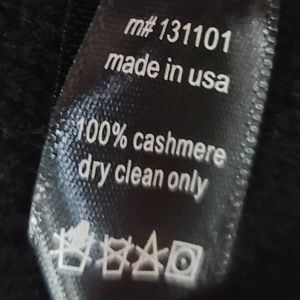 m# 131101
made in usa
100% cashmere
dry clean only